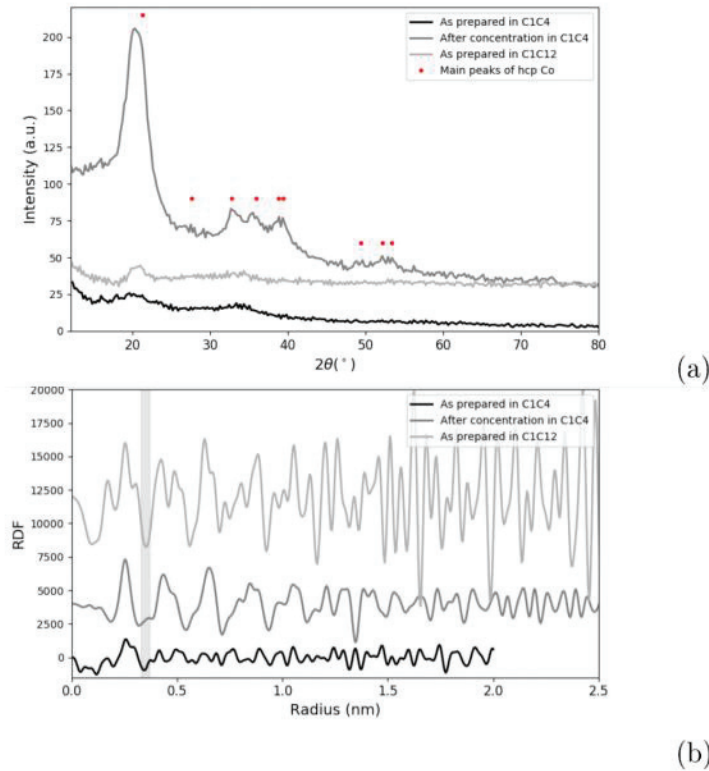 200
175
150
125
100
75
50
25
0
Intensity (a.u.)
As prepared in C1C4
After concentration in C1C4
As prepared in C1C12
Main peaks of hcp Co
20 30 40 50 60 70 80
2θ(°)
(a)
20000
17500
15000
12500
10000
7500
5000
2500
0
RDF
As prepared in C1C4
After concentration in C1C4
As prepared in C1C12
0.0 0.5 1.0 1.5 2.0 2.5
Radius (nm)
(b)